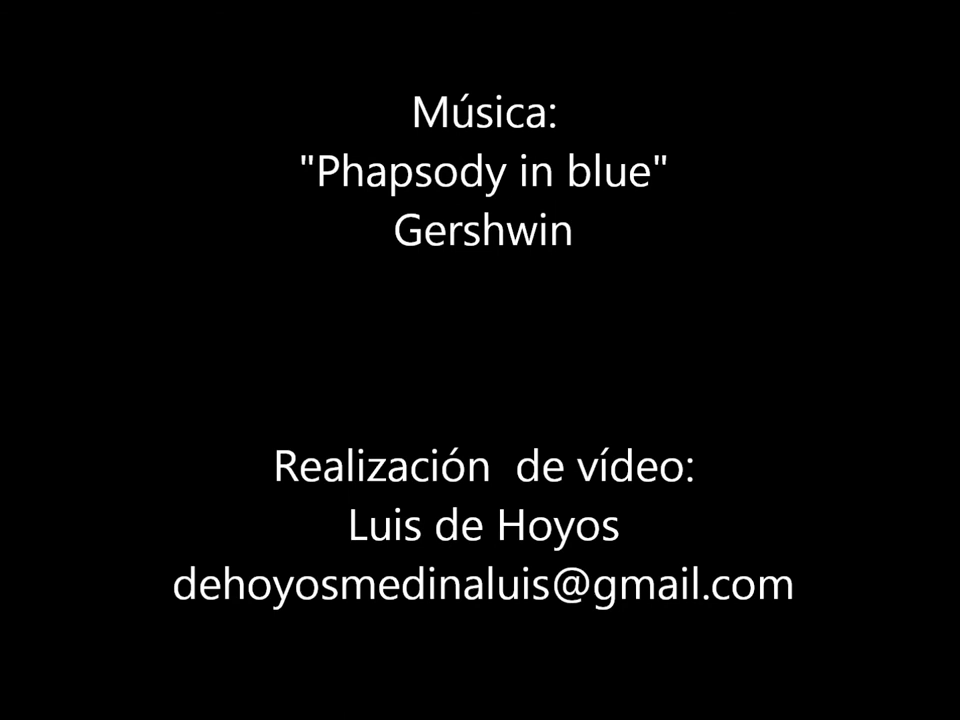 Música:
"Phapsody in blue"
Gershwin
Realización  de vídeo:
Luis de Hoyos
dehoyosmedinaluis@gmail.com